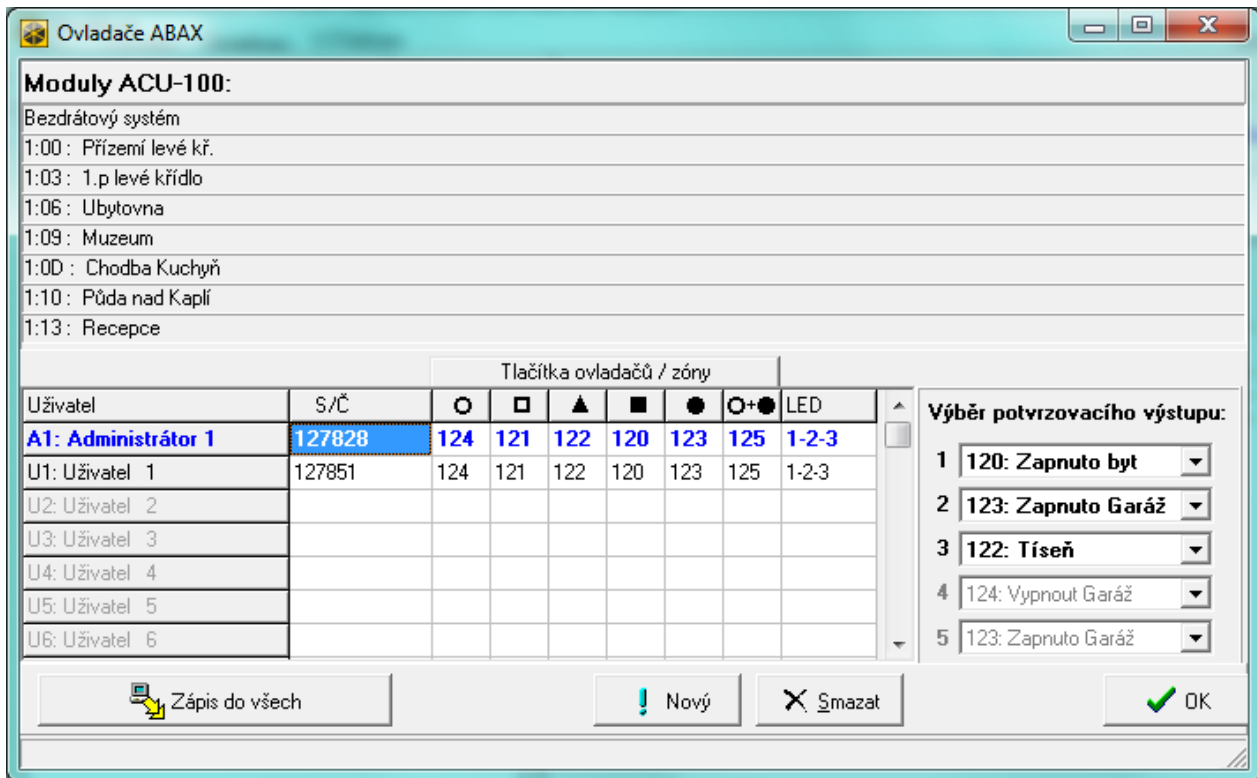 Ovladače ABAX
Moduly ACU-100:
Bezdrátový systém
1:00 : Přízemí levé kř.
1:03 : 1.p levé křídlo
1:06 : Ubytovna
1:09 : Muzeum
1:0D : Chodba Kuchyň
1:10 : Půda nad Kaplí
1:13 : Recepce
Tlačítka ovladačů / zóny
Uživatel S/Č + LED
A1: Administrátor 1 127828 124 121 122 120 123 125 1-2-3
U1: Uživatel 1 127851 124 121 122 120 123 125 1-2-3
U2: Uživatel 2
U3: Uživatel 3
U4: Uživatel 4
U5: Uživatel 5
U6: Uživatel 6
Výběr potvrzovacího výstupu:
1 120: Zapnuto byt
2 123: Zapnuto Garáž
3 122: Tíseň
4 124: Vypnout Garáž
5 123: Zapnuto Garáž
Zápis do všech
Nový
Smazat
OK